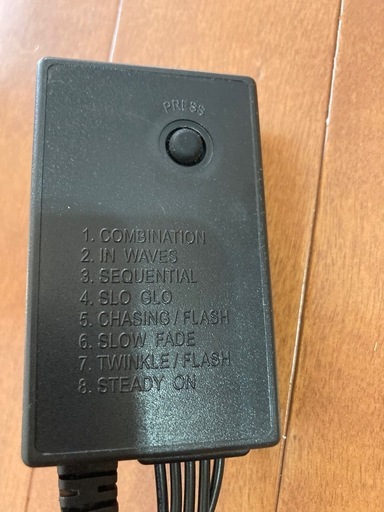 PRESS
1. COMBINATION
2. IN WAVES
3. SEQUENTIAL
4. SLO GLO
5. CHASING / FLASH
6. SLOW FADE
7. TWINKLE / FLASH
8. STEADY ON